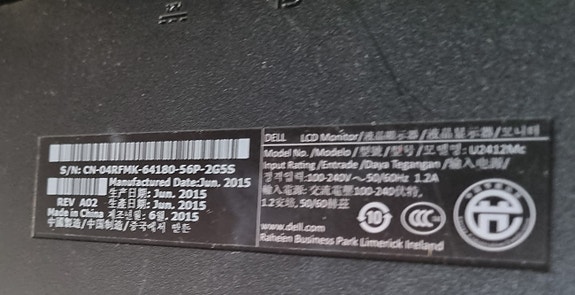 S/N: CN-04RFMK-64180-56P-2G5S
Manufactured Date:Jun. 2015
生产日期: Jun. 2015
REV A02 生產日期: Jun. 2015
Made in China 제조년월: 6월. 2015
中國製造/中国制造/중국에서 만든
DELL LCD Monitor/液晶顯示器/液晶显示器/모니터
Model No. /Modelo /型號/型号/모델명: U2412Mc
Input Rating /Entrada /Daya Tegangan /輸入電源/
정격입력:100-240V~ 50/60Hz 1.2A
輸入電源: 交流電壓100-240伏特,
1.2安培, 50/60赫茲
10
www.dell.com
Raheen Business Park Limerick Ireland